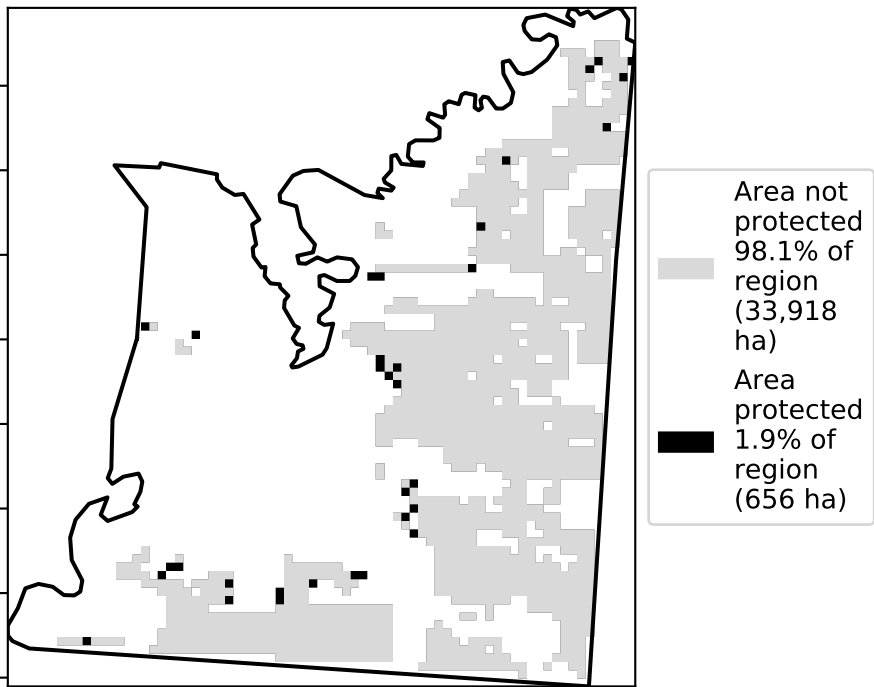 Area not
protected
98.1% of
region
(33,918
ha)
Area
protected
1.9% of
region
(656 ha)